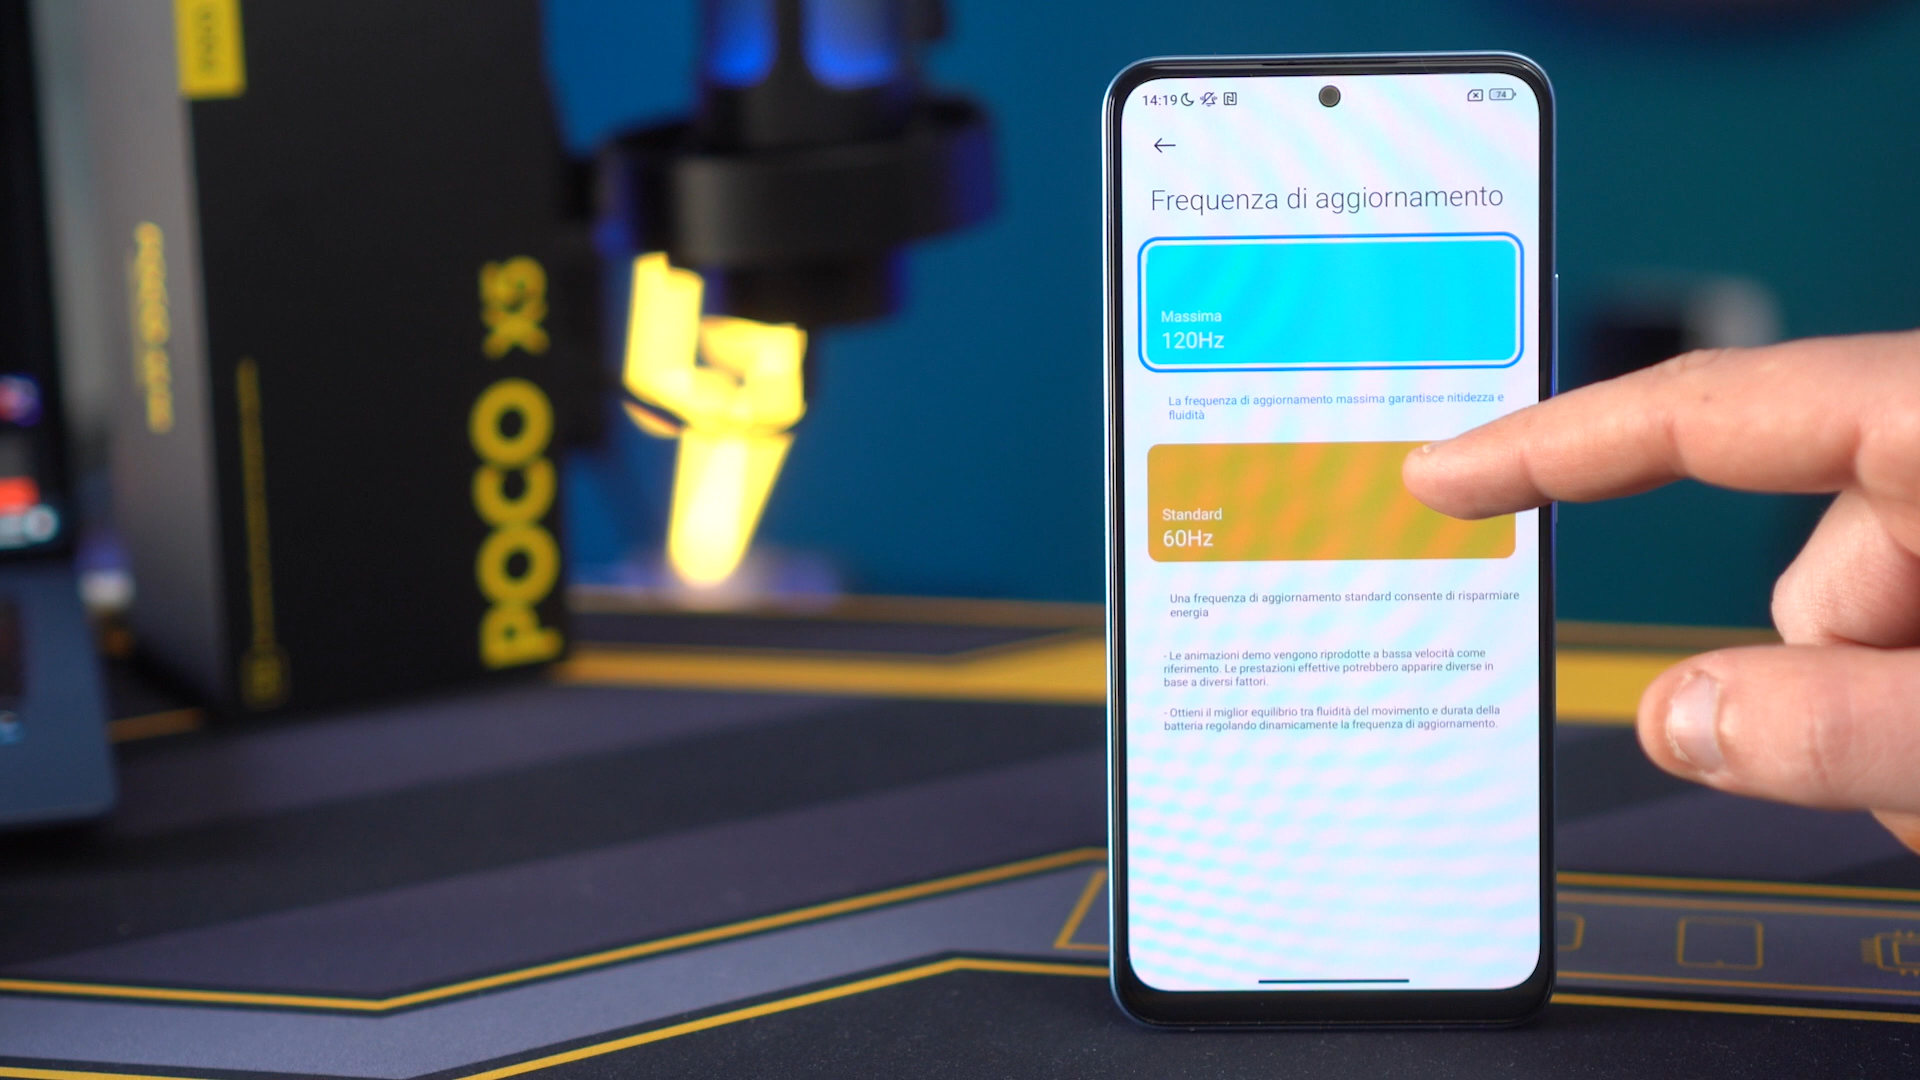 POCO X5
14:19
74
Frequenza di aggiornamento
Massima
120Hz
La frequenza di aggiornamento massima garantisce nitidezza e
fluidità
Standard
60Hz
Una frequenza di aggiornamento standard consente di risparmiare
energia
- Le animazioni demo vengono riprodotte a bassa velocità come
riferimento. Le prestazioni effettive potrebbero apparire diverse in
base a diversi fattori.
- Ottieni il miglior equilibrio tra fluidità del movimento e durata della
batteria regolando dinamicamente la frequenza di aggiornamento.